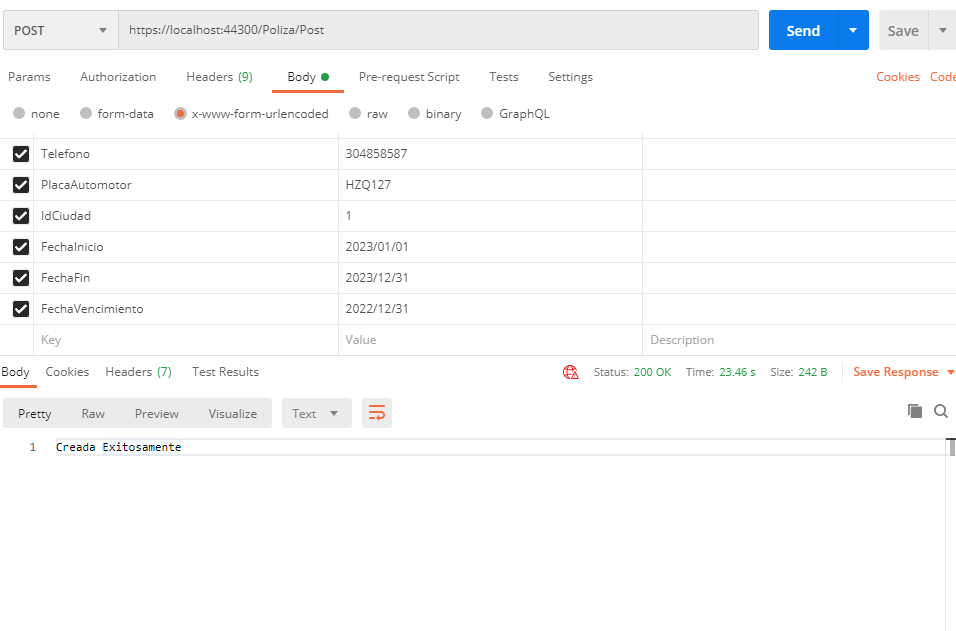 POST https://localhost:44300/Poliza/Post Send Save
Params Authorization Headers (9) Body Pre-request Script Tests Settings Cookies Code
none form-data x-www-form-urlencoded raw binary GraphQL
Telefono 304858587
PlacaAutomotor HZQ127
IdCiudad 1
FechaInicio 2023/01/01
FechaFin 2023/12/31
FechaVencimiento 2022/12/31
Key Value Description
Body Cookies Headers (7) Test Results Status: 200 OK Time: 23.46 s Size: 242 B Save Response
Pretty Raw Preview Visualize Text
1 Creada Exitosamente